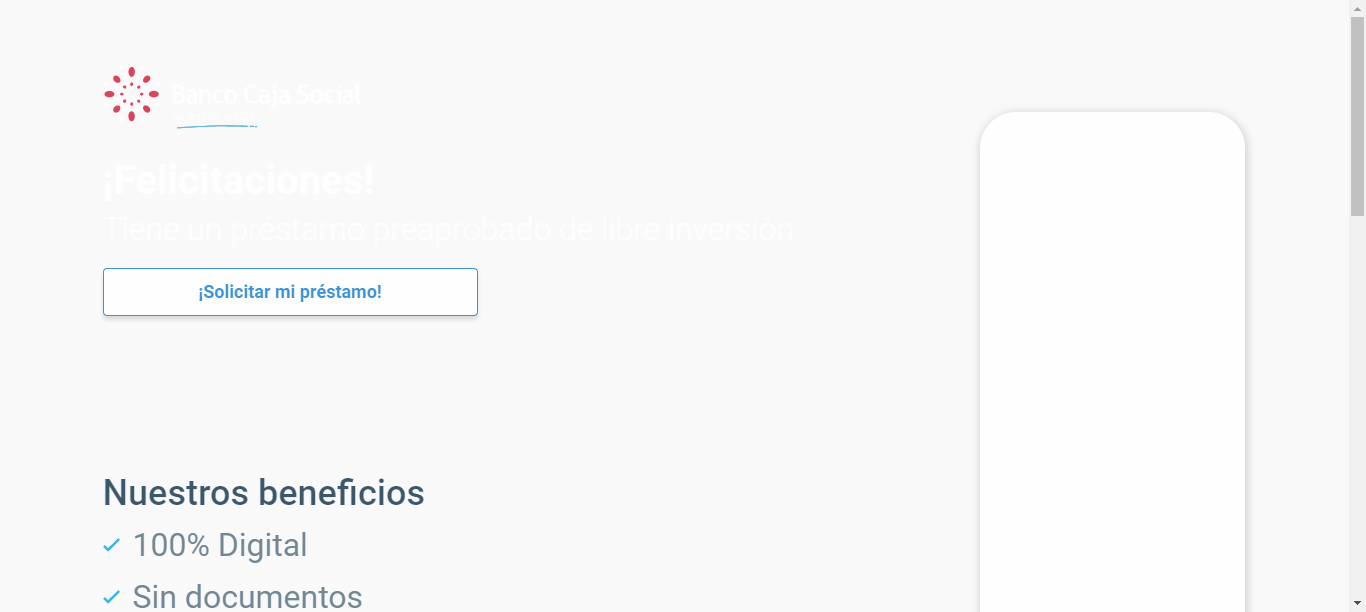 Banco Caja Social
¡Felicitaciones!
Tiene un préstamo preaprobado de libre inversión
¡Solicitar mi préstamo!
Nuestros beneficios
100% Digital
Sin documentos